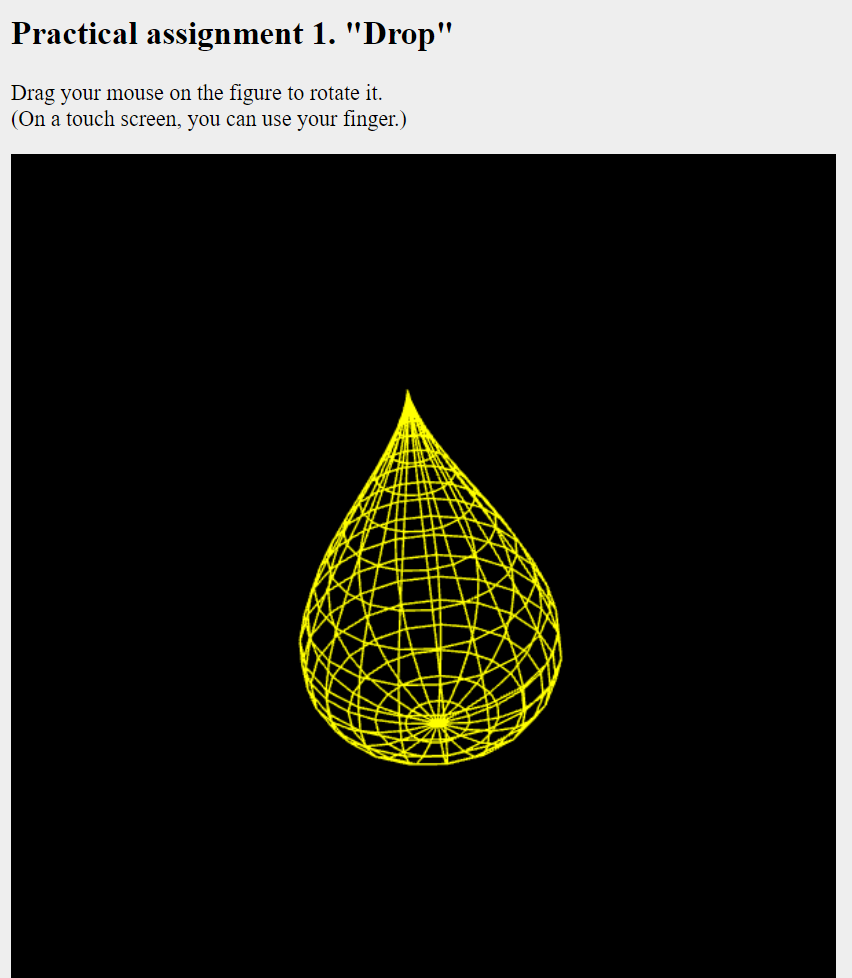 Practical assignment 1. "Drop"
Drag your mouse on the figure to rotate it.
(On a touch screen, you can use your finger.)